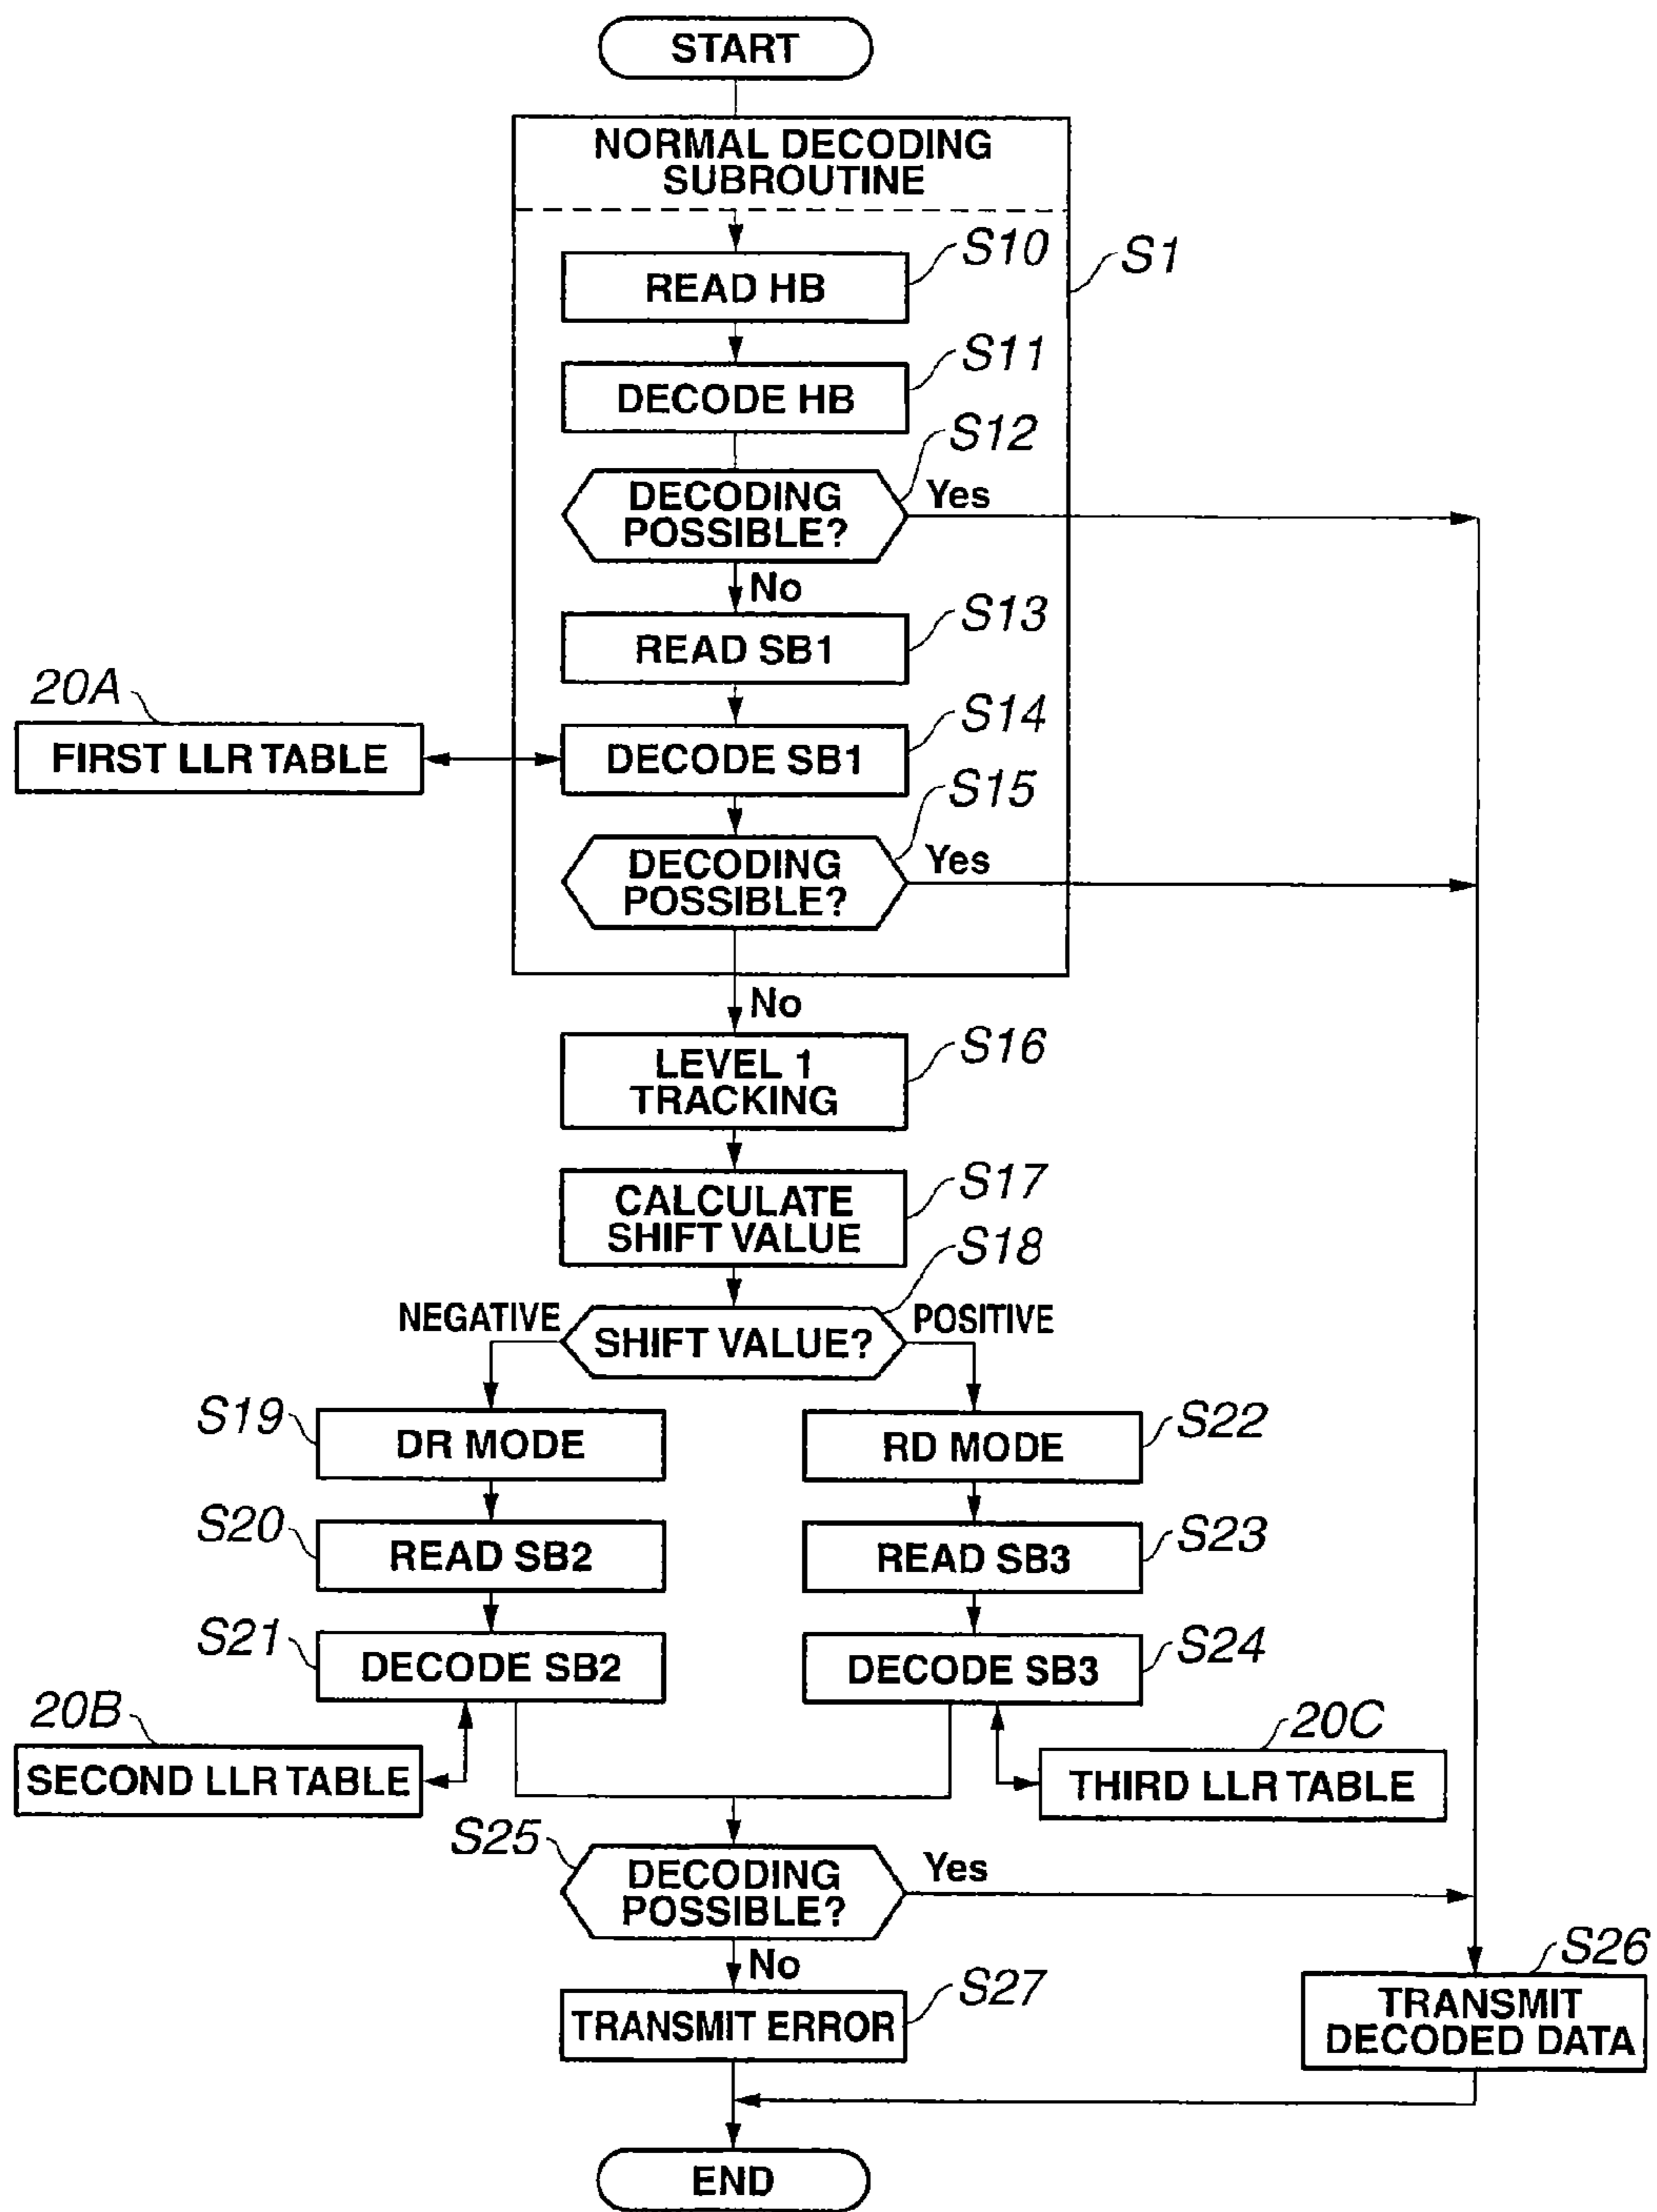 START
NORMAL DECODING
SUBROUTINE
S10
S1
READ HB
S11
DECODE HB
S12
DECODING
POSSIBLE?
Yes
No
S13
READ SB1
20A
S14
FIRST LLR TABLE
DECODE SB1
S15
DECODING
POSSIBLE?
Yes
No
S16
LEVEL 1
TRACKING
S17
CALCULATE
SHIFT VALUE
S18
NEGATIVE
SHIFT VALUE?
POSITIVE
S19
DR MODE
RD MODE
S22
S20
READ SB2
READ SB3
S23
S21
DECODE SB2
DECODE SB3
S24
20B
20C
SECOND LLR TABLE
THIRD LLR TABLE
S25
DECODING
POSSIBLE?
Yes
No
S26
S27
TRANSMIT ERROR
TRANSMIT
DECODED DATA
END